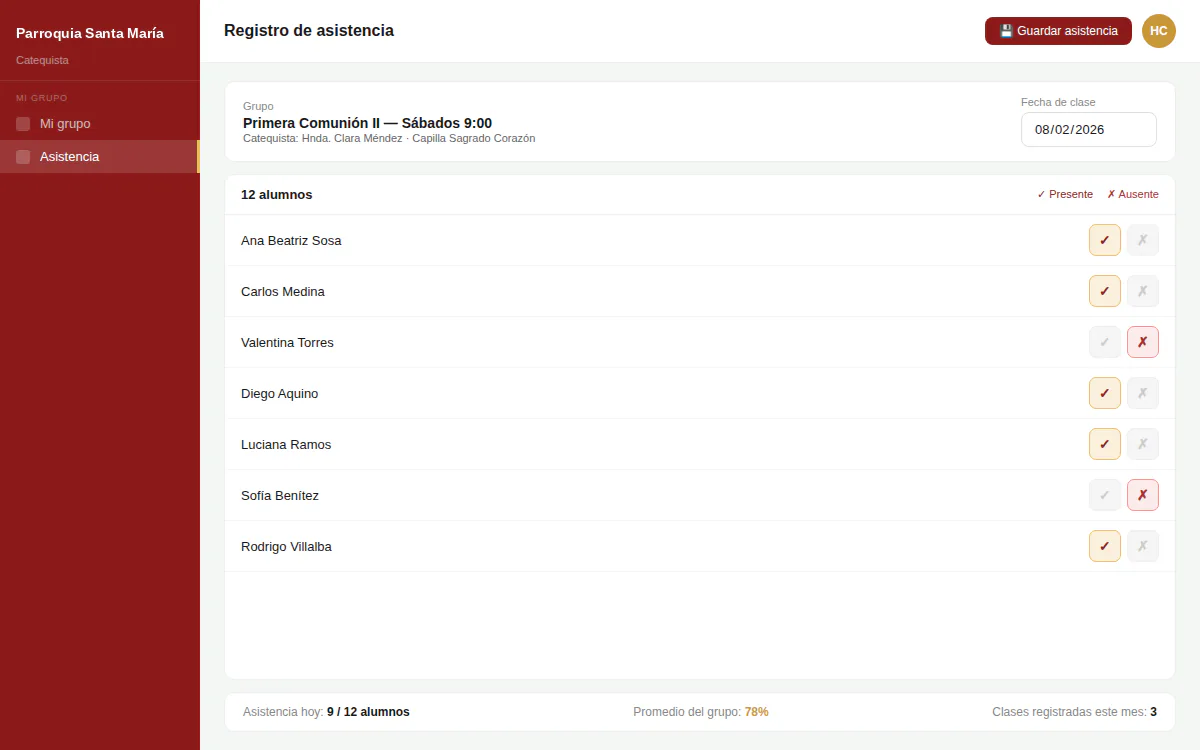 Parroquia Santa María
Catequista
MI GRUPO
Mi grupo
Asistencia
Registro de asistencia
💾 Guardar asistencia
HC
Grupo
Primera Comunión II — Sábados 9:00
Catequista: Hnda. Clara Méndez · Capilla Sagrado Corazón
Fecha de clase
08/02/2026
12 alumnos
✓ Presente ✗ Ausente
Ana Beatriz Sosa ✓ ✗
Carlos Medina ✓ ✗
Valentina Torres ✓ ✗
Diego Aquino ✓ ✗
Luciana Ramos ✓ ✗
Sofía Benítez ✓ ✗
Rodrigo Villalba ✓ ✗
Asistencia hoy: 9 / 12 alumnos
Promedio del grupo: 78%
Clases registradas este mes: 3